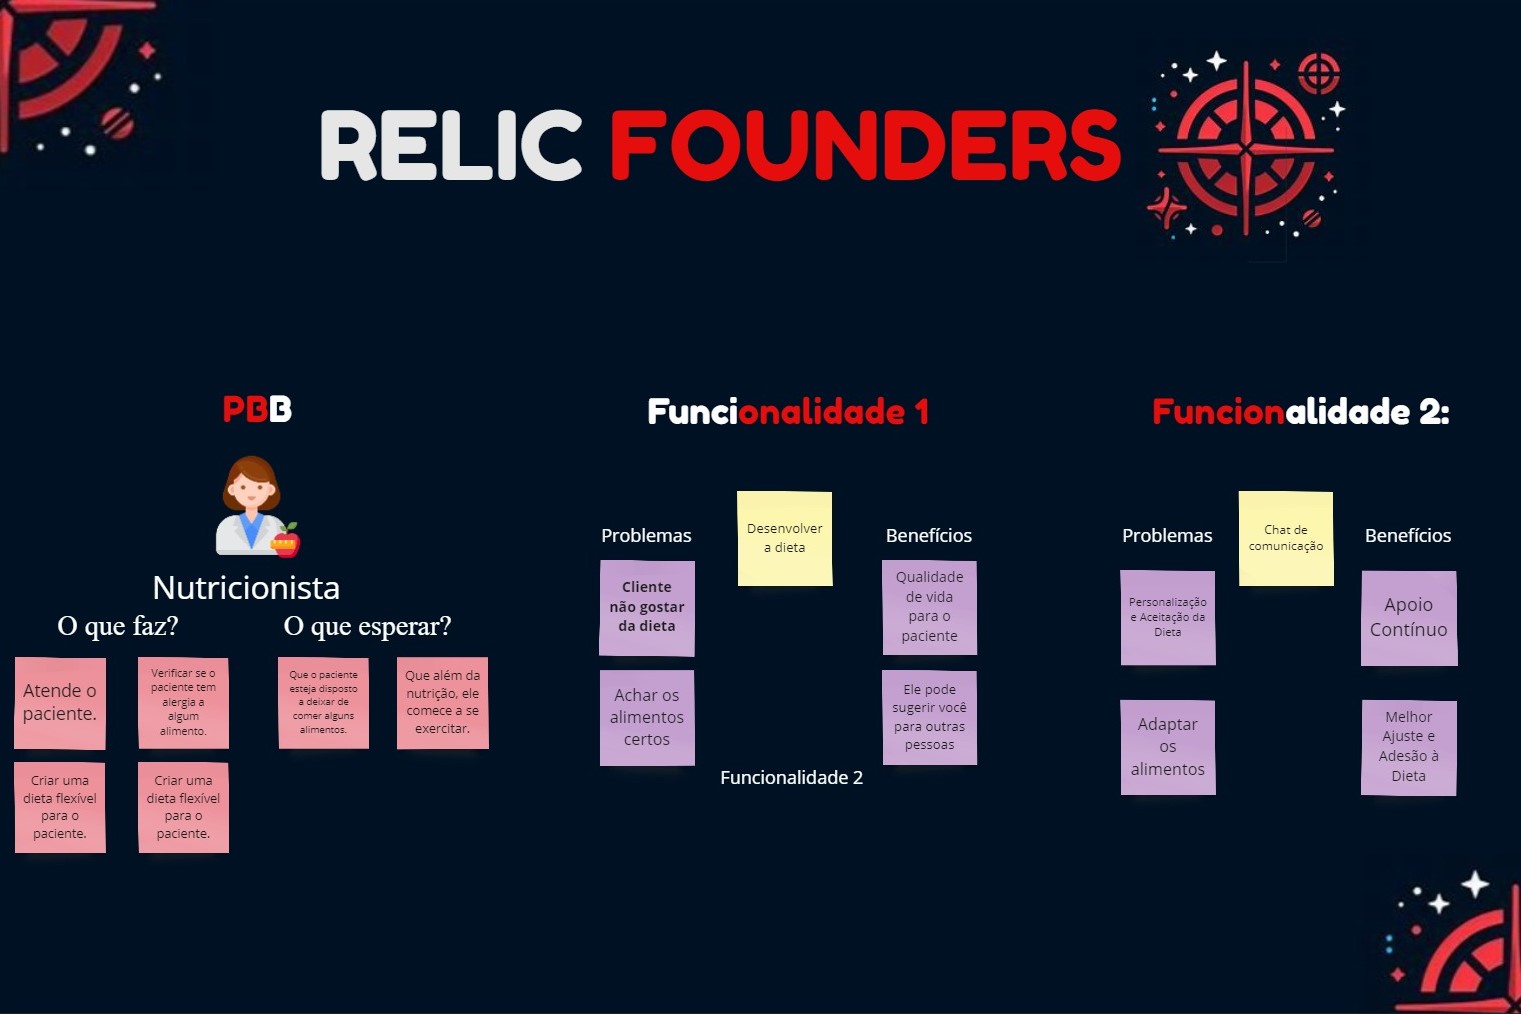 RELIC FOUNDERS
PBB
Nutricionista
O que faz?
Atende o
paciente.
Verificar se o
paciente tem
alergia a
algum
alimento.
Criar uma
dieta flexível
para o
paciente.
Criar uma
dieta flexível
para o
paciente.
O que esperar?
Que o paciente
esteja disposto
a deixar de
comer alguns
alimentos.
Que além da
nutrição, ele
comece a se
exercitar.
Funcionalidade 1
Desenvolver
a dieta
Problemas
Cliente
não gostar
da dieta
Achar os
alimentos
certos
Benefícios
Qualidade
de vida
para o
paciente
Ele pode
sugerir você
para outras
pessoas
Funcionalidade 2
Funcionalidade 2:
Chat de
comunicação
Problemas
Personalização
e Aceitação da
Dieta
Adaptar
os
alimentos
Benefícios
Apoio
Contínuo
Melhor
Ajuste e
Adesão à
Dieta